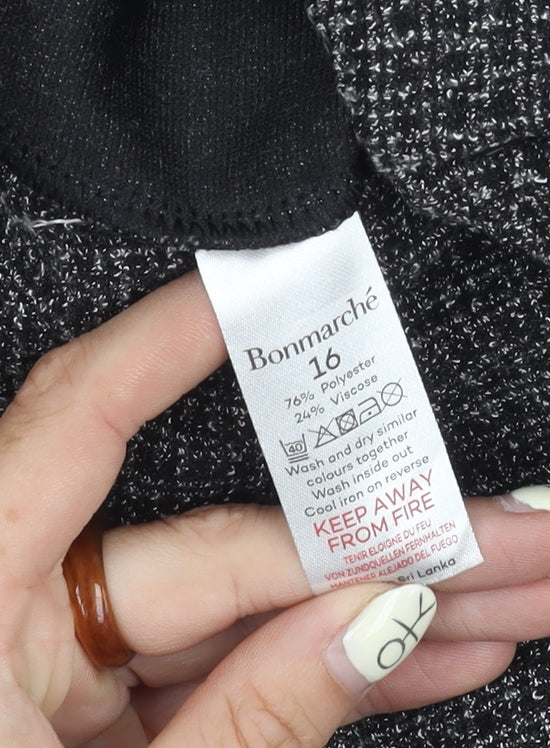 Bonmarché
16
76% Polyester
24% Viscose
40
Wash and dry similar
colours together
Wash inside out
Cool iron on reverse
KEEP AWAY
FROM FIRE
TENIR ELOIGNE DU FEU
VON ZUNDQUELLEN FERNHALTEN
MANTENER ALEJADO DEL FUEGO
Sri Lanka
ok